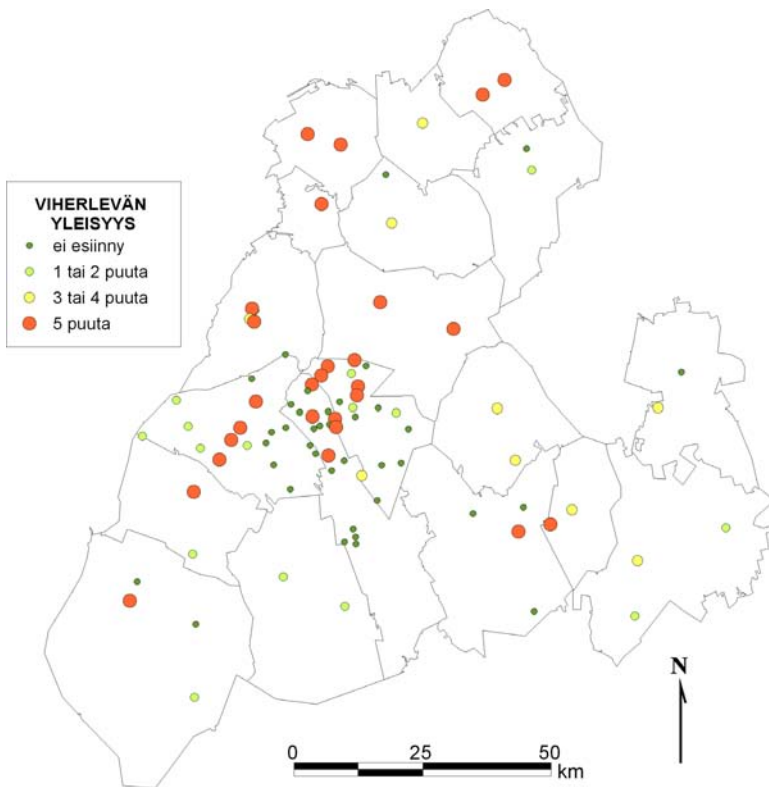 VIHERLEVÄN
YLEISYYS
ei esiinny
1 tai 2 puuta
3 tai 4 puuta
5 puuta
N
0 25 50
km